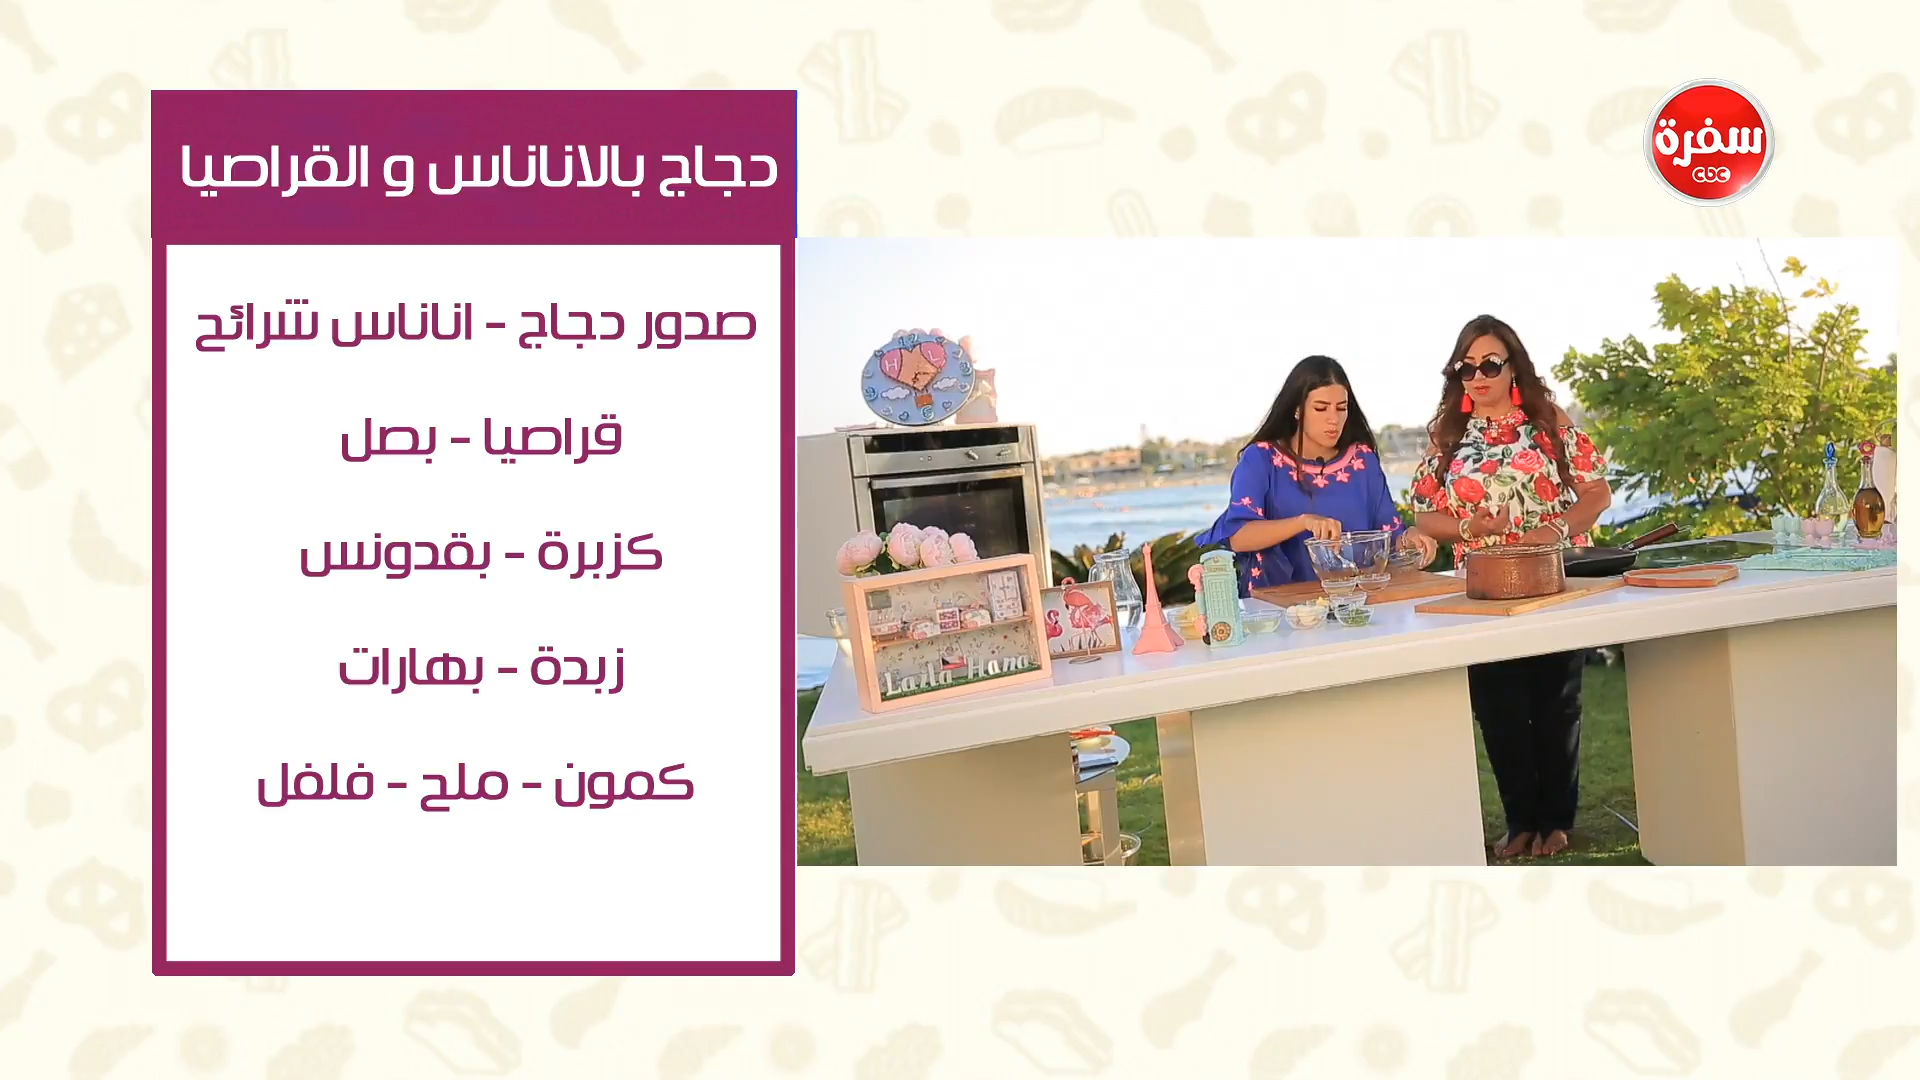 دجاج بالاناناس و القراصيا
صدور دجاج - اناناس شرائح
قراصيا - بصل
كزبرة - بقدونس
زبدة - بهارات
كمون - ملح - فلفل
سفرة
cbc
Laila Hana